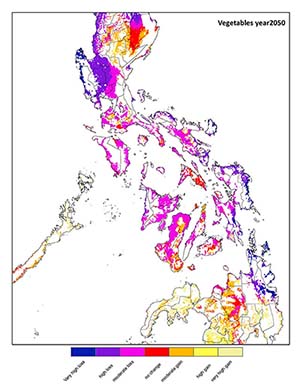 Vegetables year2050
Very high loss
high loss
moderate loss
no change
moderate gain
high gain
very high gain